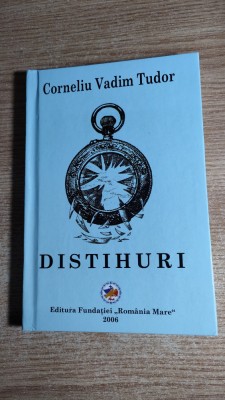 Corneliu Vadim Tudor
DISTIHURI
Editura Fundației „România Mare“
2006